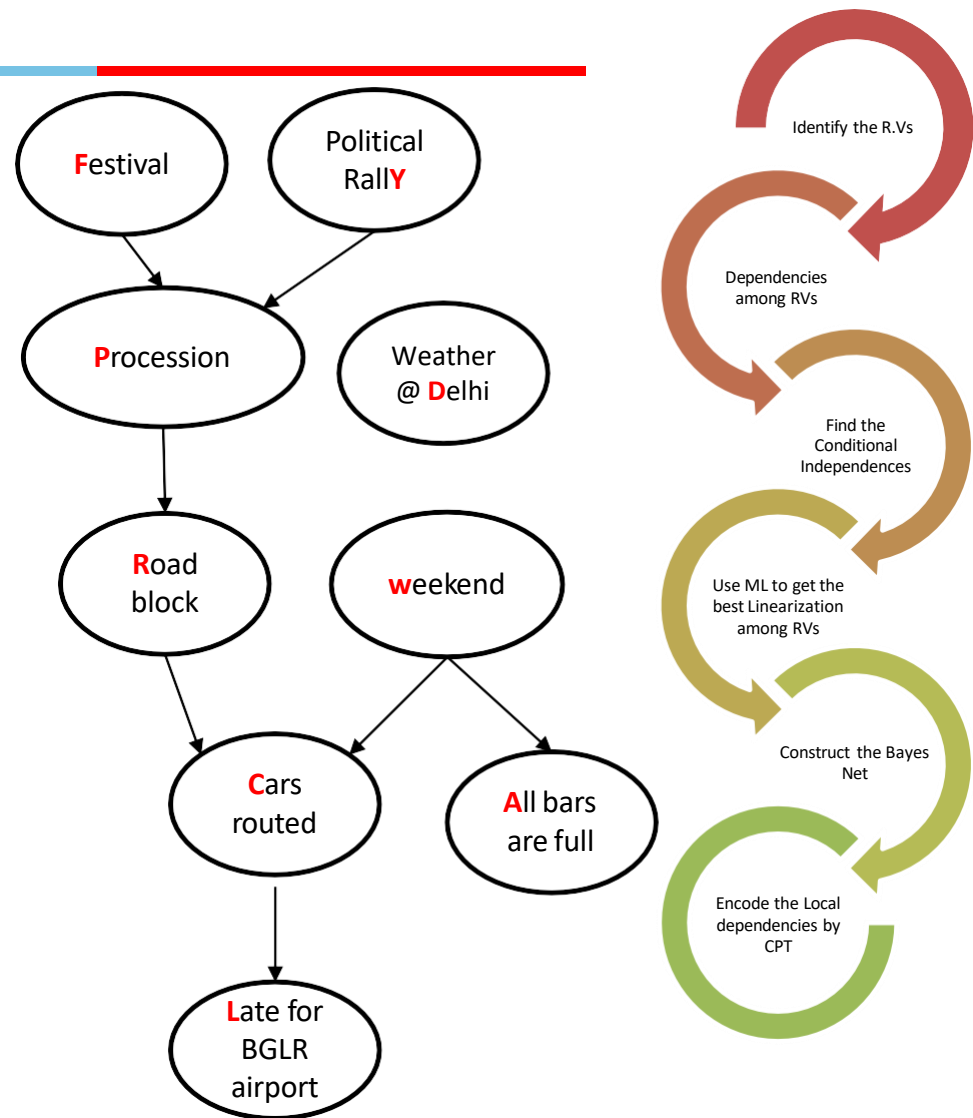 Festival
Political
RallY
Procession
Weather
@ Delhi
Road
block
weekend
Cars
routed
All bars
are full
Late for
BGLR
airport
Identify the R.Vs
Dependencies
among RVs
Find the
Conditional
Independences
Use ML to get the
best Linearization
among RVs
Construct the Bayes
Net
Encode the Local
dependencies by
CPT